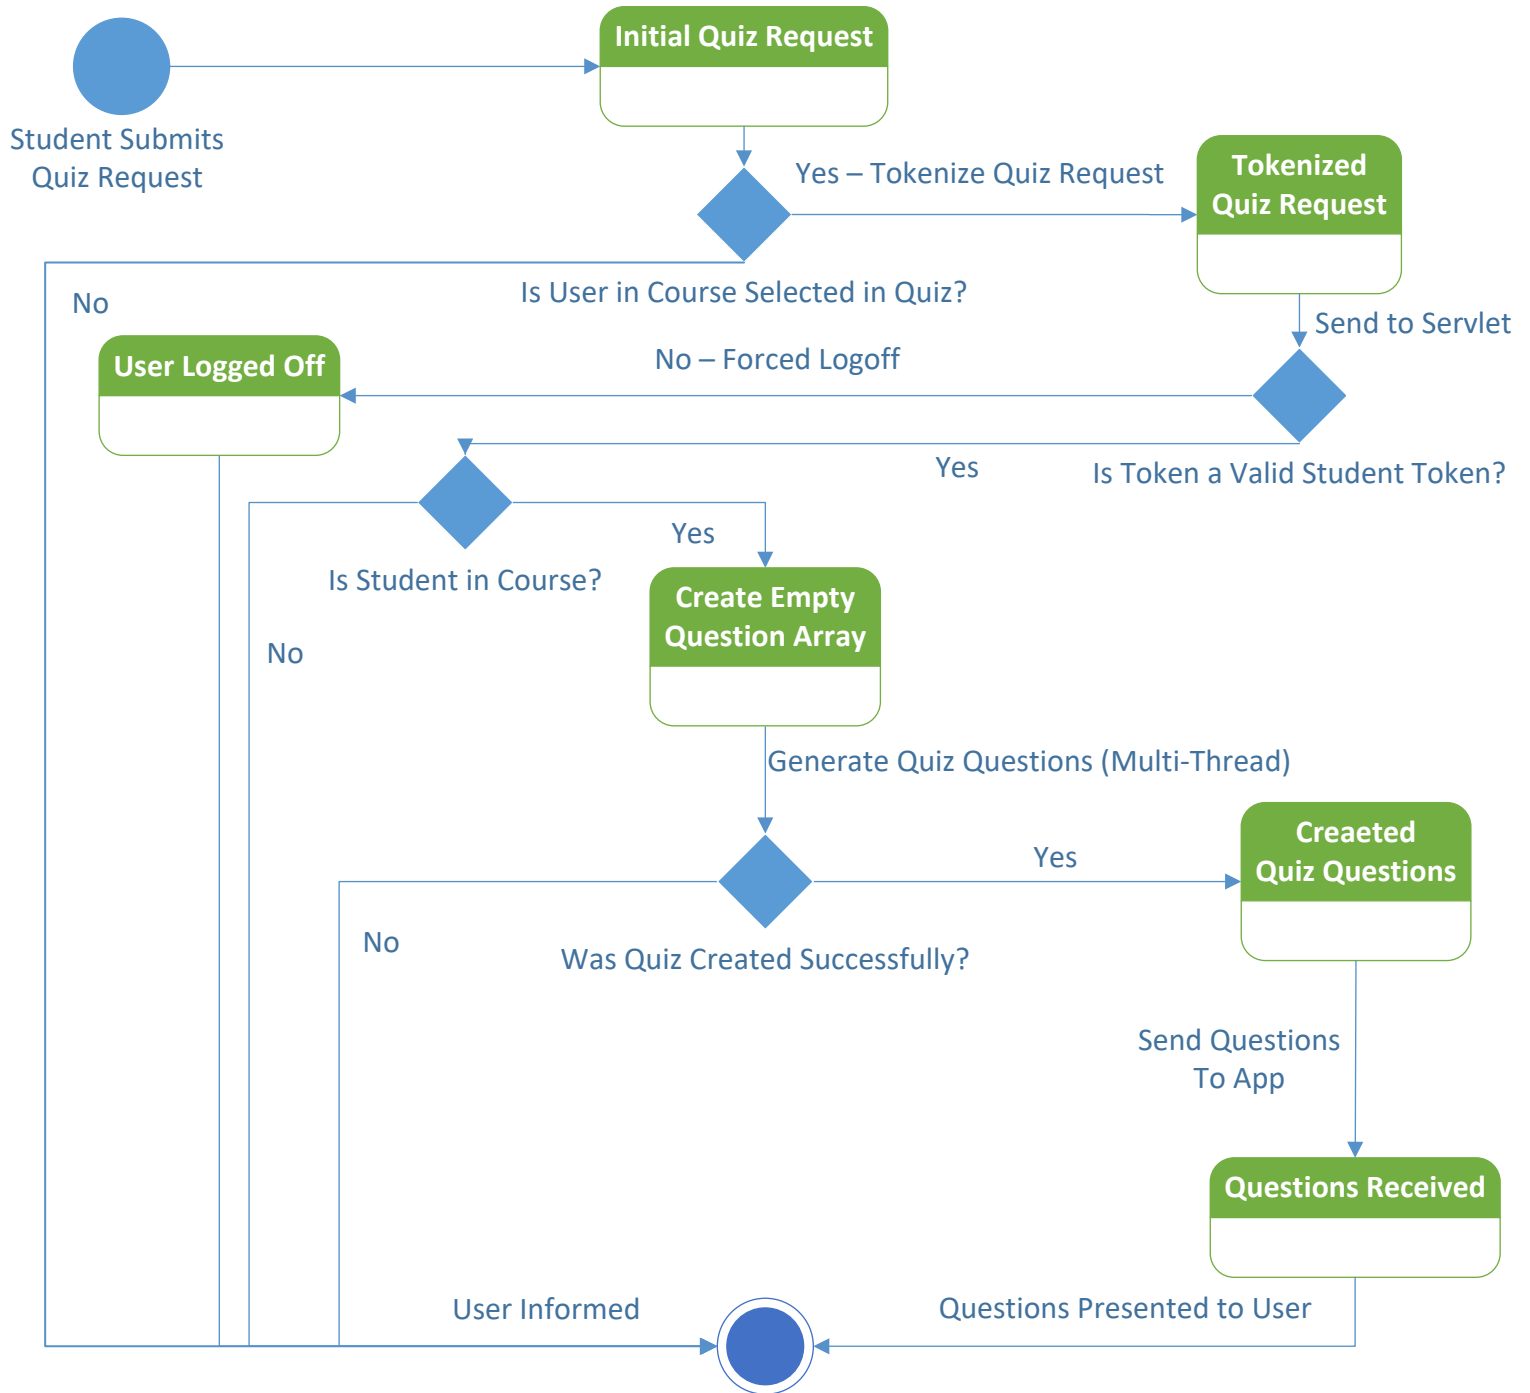 Initial Quiz Request
Student Submits
Quiz Request
Yes – Tokenize Quiz Request
Tokenized
Quiz Request
Is User in Course Selected in Quiz?
No
Send to Servlet
User Logged Off
No – Forced Logoff
Yes
Is Token a Valid Student Token?
Yes
Is Student in Course?
Create Empty
Question Array
No
Generate Quiz Questions (Multi-Thread)
Creaeted
Quiz Questions
Yes
No
Was Quiz Created Successfully?
Send Questions
To App
Questions Received
User Informed
Questions Presented to User